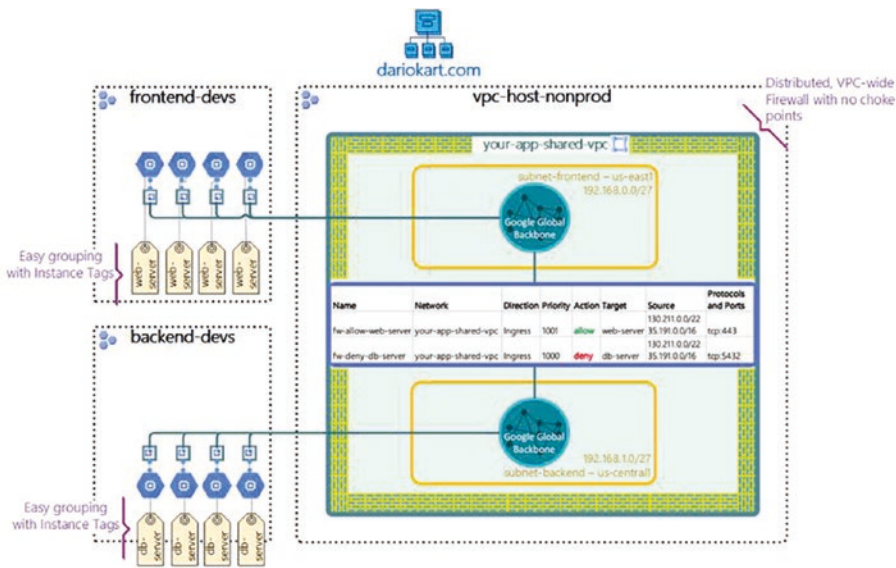 dariokart.com
frontend-devs
vpc-host-nonprod
Distributed, VPC-wide
Firewall with no choke
points
your-app-shared-vpc
subnet-frontend – us-east1
192.168.0.0/27
Google Global
Backbone
Easy grouping
with Instance Tags
web-
server
web-
server
web-
server
web-
server
Name Network Direction Priority Action Target Source Protocols and Ports
fw-allow-web-server your-app-shared-vpc Ingress 1001 allow web-server 130.211.0.0/22 35.191.0.0/16 tcp:443
fw-deny-db-server your-app-shared-vpc Ingress 1000 deny db-server 130.211.0.0/22 35.191.0.0/16 tcp:5432
backend-devs
Google Global
Backbone
192.168.1.0/27
subnet-backend – us-central1
Easy grouping
with Instance Tags
db-
server
db-
server
db-
server
db-
server